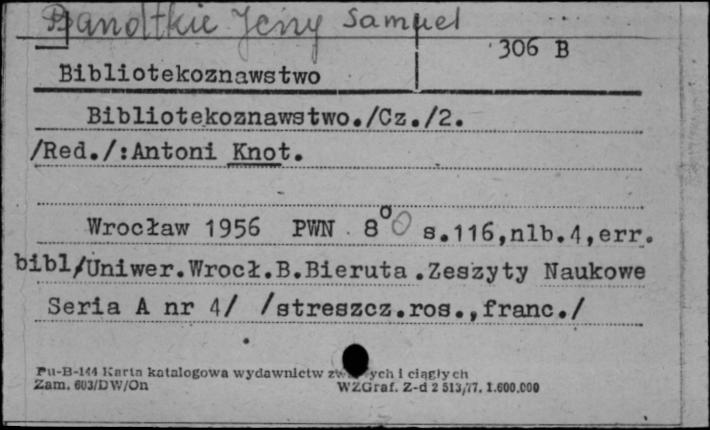 Bandtkie Jerzy Samuel
306 B
Bibliotekoznawstwo
Bibliotekoznawstwo./Cz./2.
/Red./:Antoni Knot.
Wrocław 1956 PWN 8° s.116,nlb.4,err.
bibl/Uniwer.Wrocł.B.Bieruta.Zeszyty Naukowe
Seria A nr 4/ /streszcz.ros.,franc./
Pu-B-144 Karta katalogowa wydawnictw i ciągłych
Zam. 603/DW/On WZGraf. Z-d 2 513/77. 1.600.000